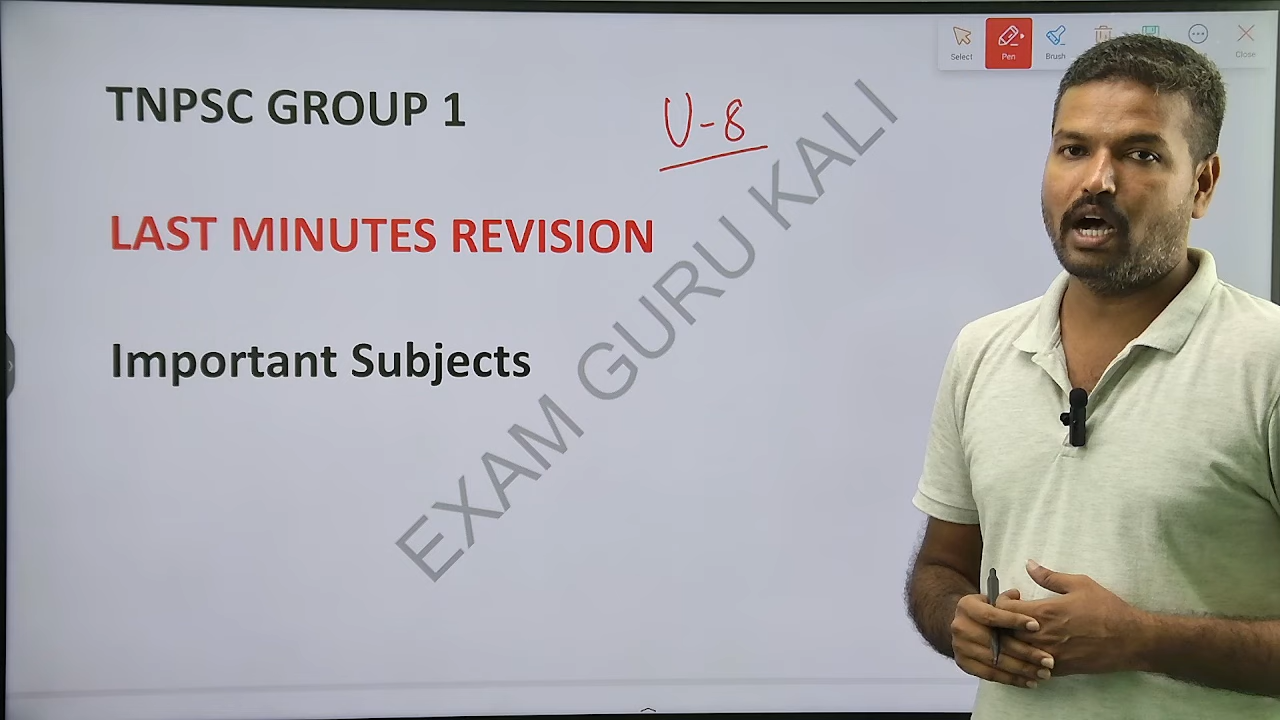 Select Pen Brush Close
TNPSC GROUP 1
U-8
LAST MINUTES REVISION
Important Subjects
EXAM GURU KALI